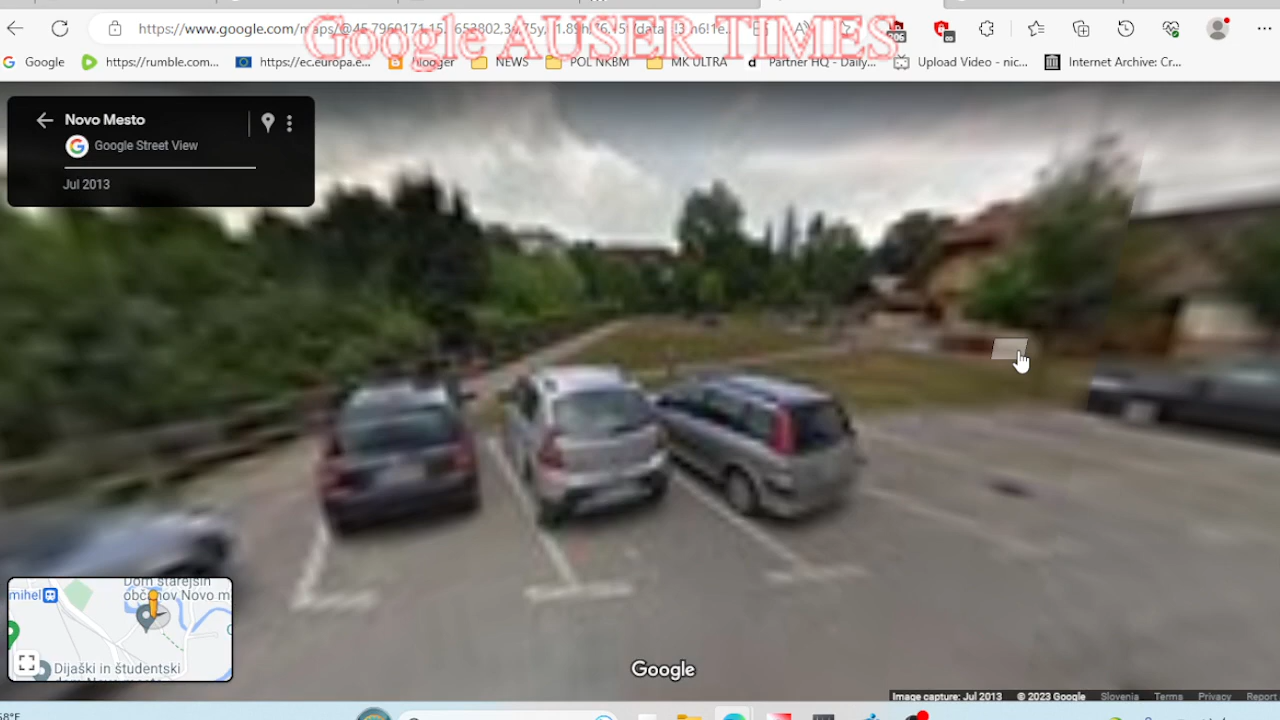 Google AUSER TIMES
Google
https://rumble.com...
https://ec.europa.e...
NEWS
POL NKBM
MK ULTRA
Partner HQ - Daily...
Upload Video - nic...
Internet Archive: Cr...
Novo Mesto
Google Street View
Jul 2013
Dom starejših
mihel
občanov Novo m
Dijaški in študentski
Google
Image capture: Jul 2013 © 2023 Google Slovenia Terms Privacy Report